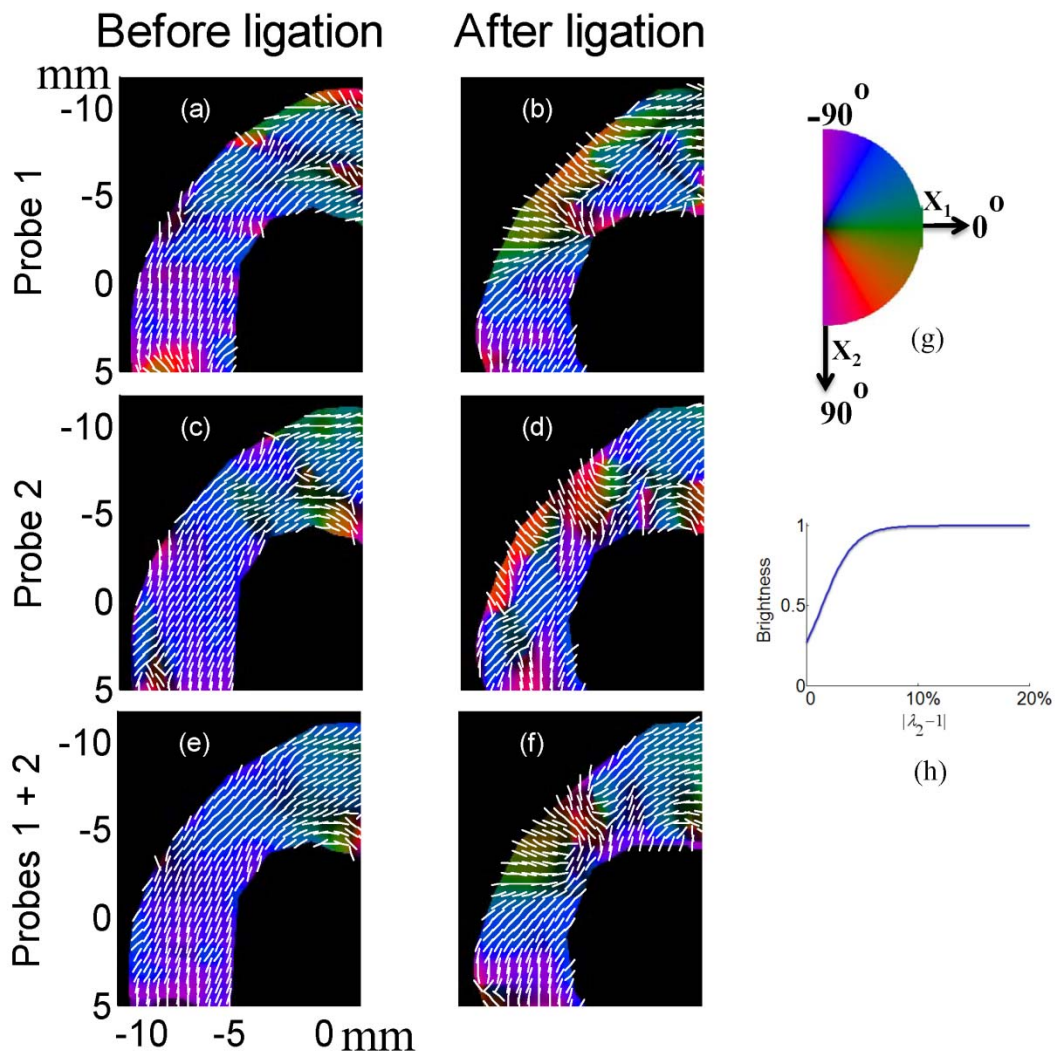 Before ligation After ligation
mm
-10
-5
0
5
Probe 1
(a)
(b)
-10
-5
0
5
Probe 2
(c)
(d)
-10
-5
0
5
Probes 1 + 2
(e)
(f)
-10 -5 0 mm
-90°
X₁
0°
X₂
90°
(g)
Brightness
1
0.5
0
0 10% 20%
|λ₂-1|
(h)